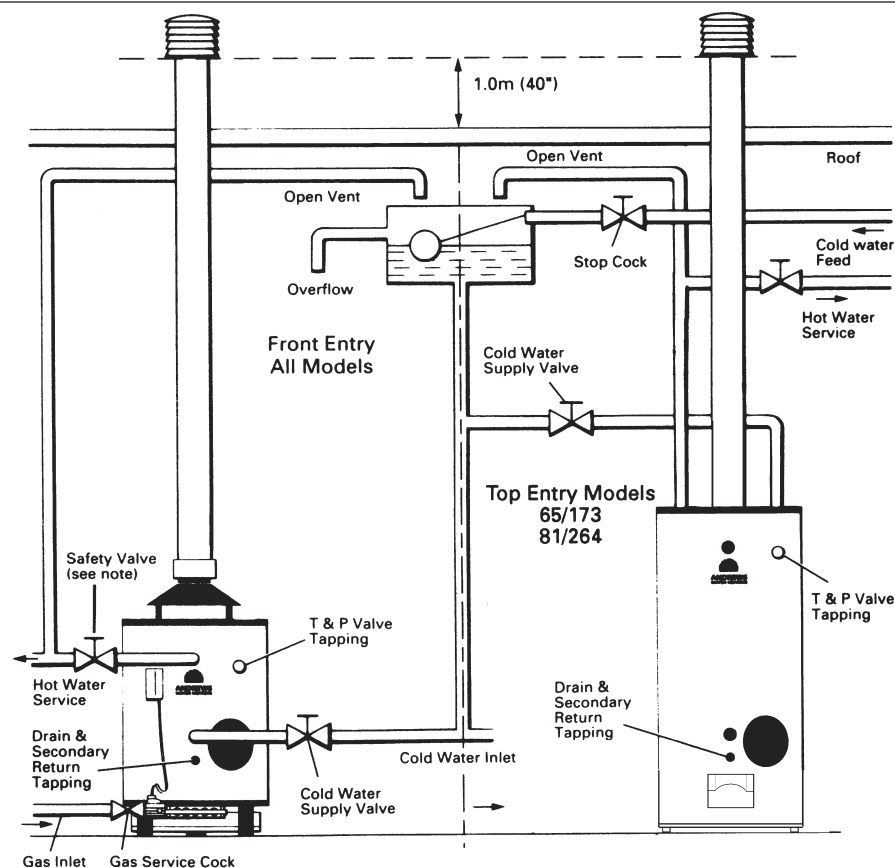 1.0m (40")
Open Vent
Roof
Open Vent
Cold water
Feed
Stop Cock
Overflow
Hot Water
Service
Front Entry
All Models
Cold Water
Supply Valve
Top Entry Models
65/173
81/264
Safety Valve
(see note)
T & P Valve
Tapping
T & P Valve
Tapping
Hot Water
Service
Drain &
Secondary
Return
Tapping
Drain &
Secondary
Return
Tapping
Cold Water Inlet
Cold Water
Supply Valve
Gas Inlet
Gas Service Cock